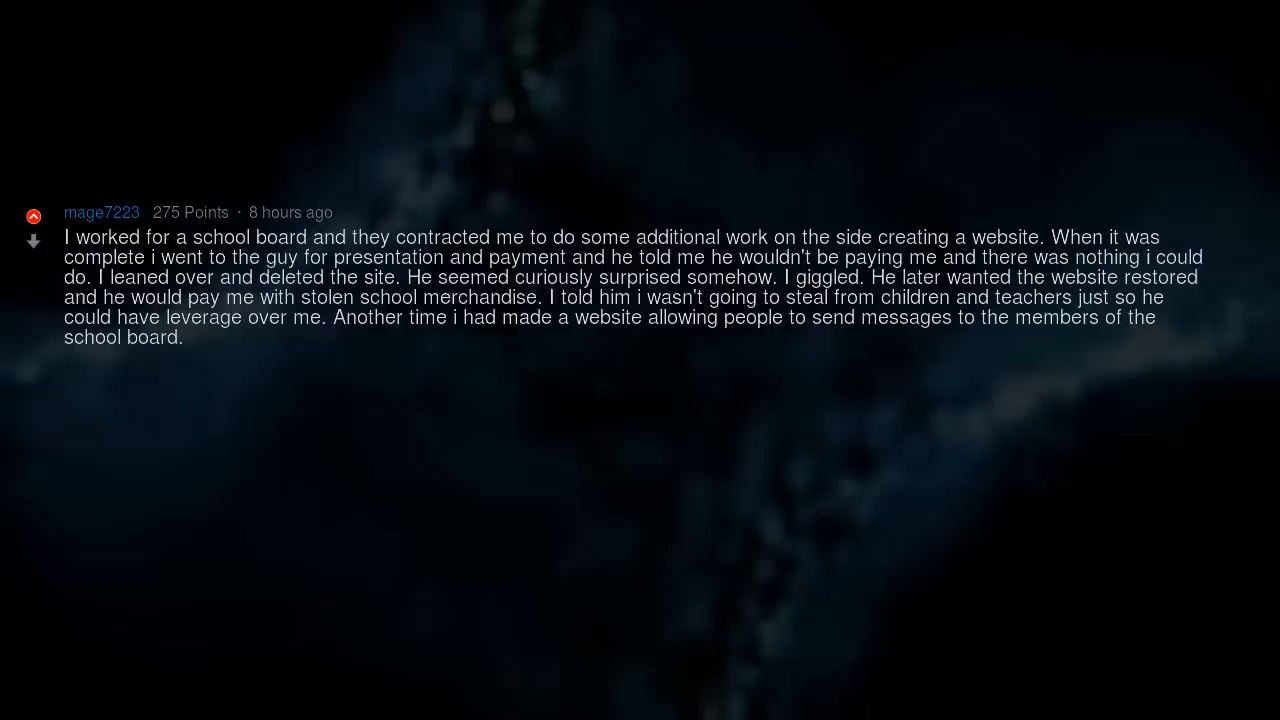 mage7223 275 Points · 8 hours ago
I worked for a school board and they contracted me to do some additional work on the side creating a website. When it was
complete i went to the guy for presentation and payment and he told me he wouldn't be paying me and there was nothing i could
do. I leaned over and deleted the site. He seemed curiously surprised somehow. I giggled. He later wanted the website restored
and he would pay me with stolen school merchandise. I told him i wasn't going to steal from children and teachers just so he
could have leverage over me. Another time i had made a website allowing people to send messages to the members of the
school board.